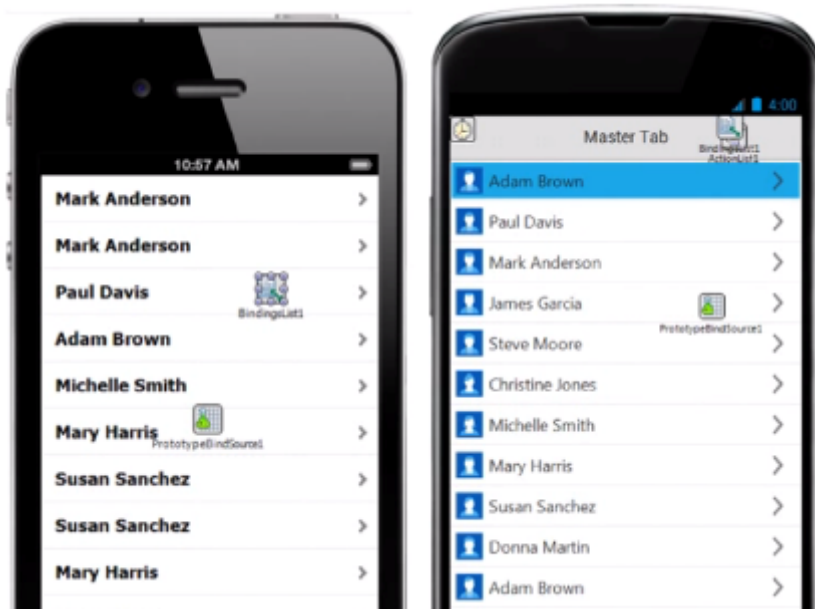 10:57 AM
Mark Anderson
Mark Anderson
Paul Davis
BindingsList1
Adam Brown
Michelle Smith
Mary Harris
PrototypeBindSource1
Susan Sanchez
Susan Sanchez
Mary Harris
4:00
Master Tab
BindingsList1
ActionList1
Adam Brown
Paul Davis
Mark Anderson
James Garcia
PrototypeBindSource1
Steve Moore
Christine Jones
Michelle Smith
Mary Harris
Susan Sanchez
Donna Martin
Adam Brown